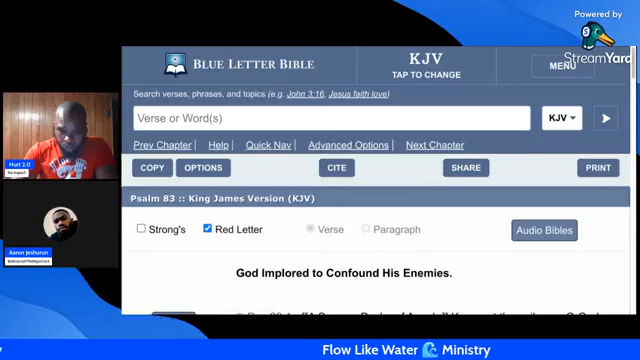 Powered by
StreamYard
BLUE LETTER BIBLE
KJV
TAP TO CHANGE
MENU
Search verses, phrases, and topics (e.g. John 3:16, Jesus faith love)
Verse or Word(s)
KJV
Prev Chapter | Help | Quick Nav | Advanced Options | Next Chapter
COPY OPTIONS CITE SHARE PRINT
Psalm 83 :: King James Version (KJV)
Strong's Red Letter Verse Paragraph Audio Bibles
God Implored to Confound His Enemies.
Hurt 2.0
Aaron Jeshurun
Flow Like Water 🌊 Ministry